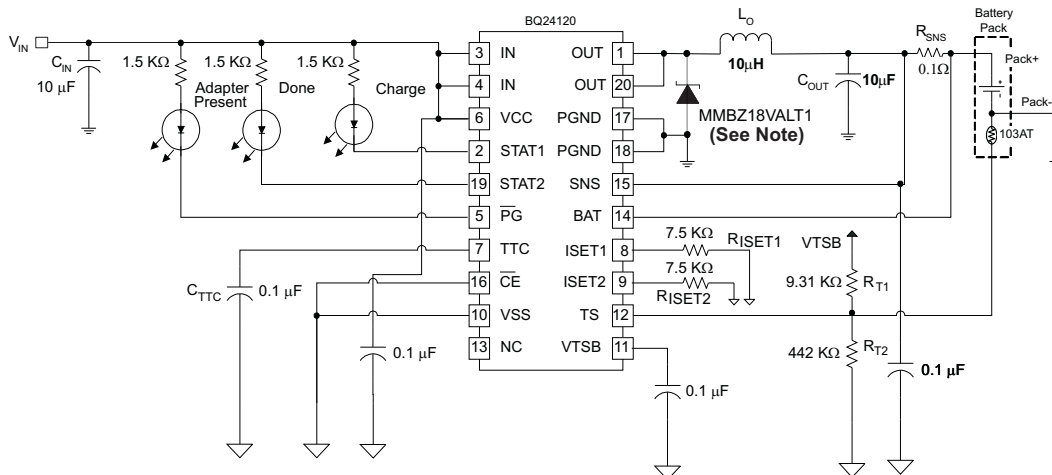 BQ24120
V_IN
C_IN
10 μF
1.5 KΩ
1.5 KΩ
1.5 KΩ
Adapter
Present
Done
Charge
3 IN
4 IN
6 VCC
2 STAT1
19 STAT2
5 PG
7 TTC
16 CE
10 VSS
13 NC
OUT 1
OUT 20
PGND 17
PGND 18
SNS 15
BAT 14
ISET1 8
ISET2 9
TS 12
VTSB 11
L_O
10μH
MMBZ18VALT1
(See Note)
C_OUT
10μF
R_SNS
0.1Ω
Battery
Pack
Pack+
+
Pack-
103AT
7.5 KΩ
R_ISET1
7.5 KΩ
R_ISET2
VTSB
9.31 KΩ
R_T1
442 KΩ
R_T2
0.1 μF
C_TTC
0.1 μF
0.1 μF
0.1 μF